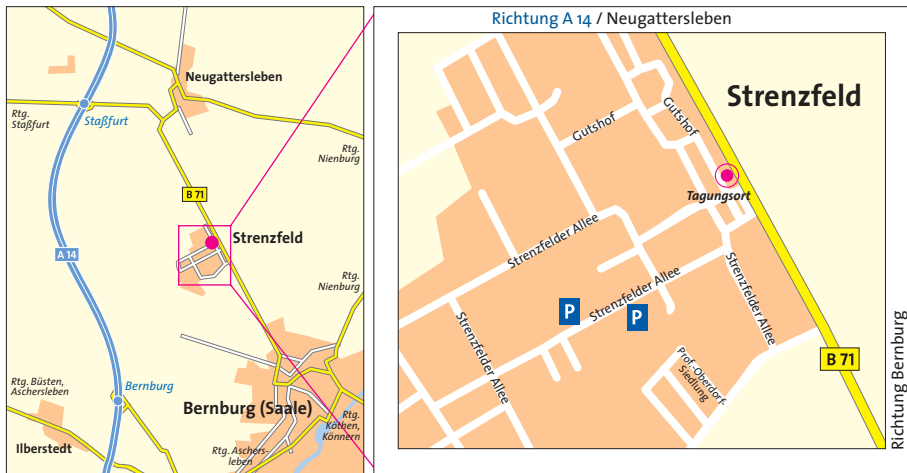 Neugattersleben
Rtg.
Staßfurt
Staßfurt
Rtg.
Nienburg
B 71
Strenzfeld
A 14
Rtg.
Nienburg
Rtg. Büsten,
Aschersleben
Bernburg
Bernburg (Saale)
Rtg.
Köthen,
Könnern
Ilberstedt
Rtg. Aschers-
leben
Richtung A 14 / Neugattersleben
Strenzfeld
Gutshof
Gutshof
Tagungsort
Strenzfelder Allee
Strenzfelder Allee
Strenzfelder Allee
Strenzfelder Allee
P
P
Prof.-Oberdorf-
Siedlung
B 71
Richtung Bernburg